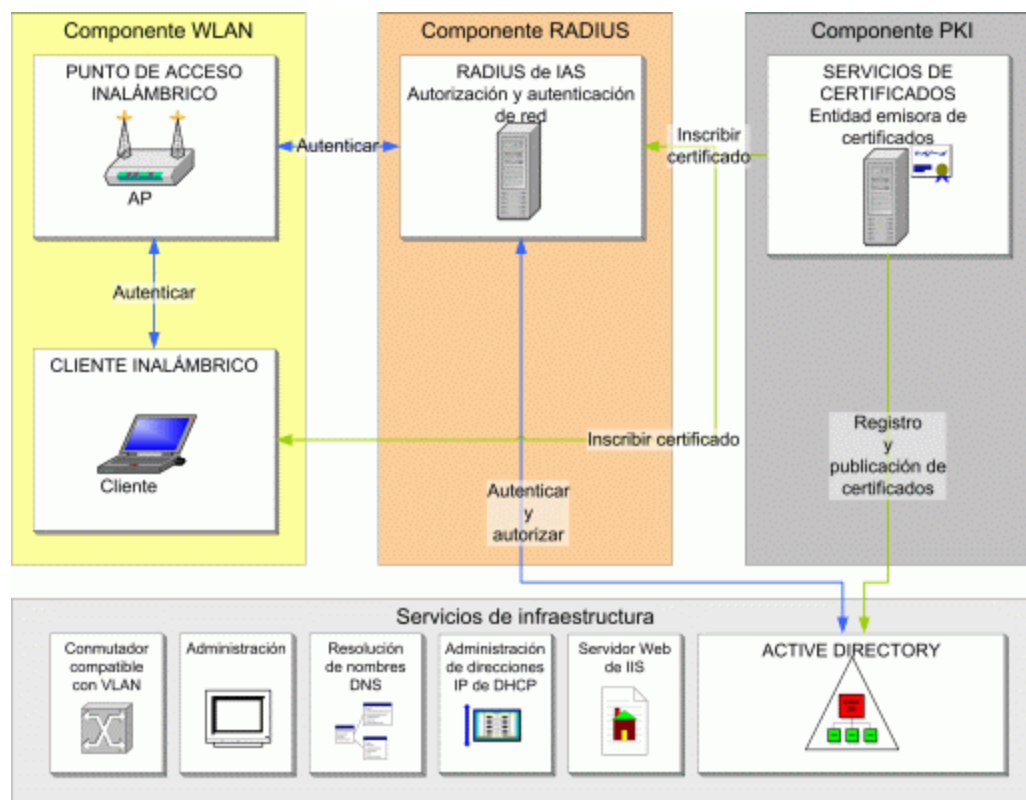 Componente WLAN
PUNTO DE ACCESO
INALÁMBRICO
AP
Autenticar
Autenticar
CLIENTE INALÁMBRICO
Cliente
Componente RADIUS
RADIUS de IAS
Autorización y autenticación
de red
Inscribir
certificado
Inscribir certificado
Autenticar
y
autorizar
Componente PKI
SERVICIOS DE
CERTIFICADOS
Entidad emisora de
certificados
Registro
y
publicación de
certificados
Servicios de infraestructura
Conmutador
compatible
con VLAN
Administración
Resolución
de nombres
DNS
Administración
de direcciones
IP de DHCP
Servidor Web
de IIS
ACTIVE DIRECTORY